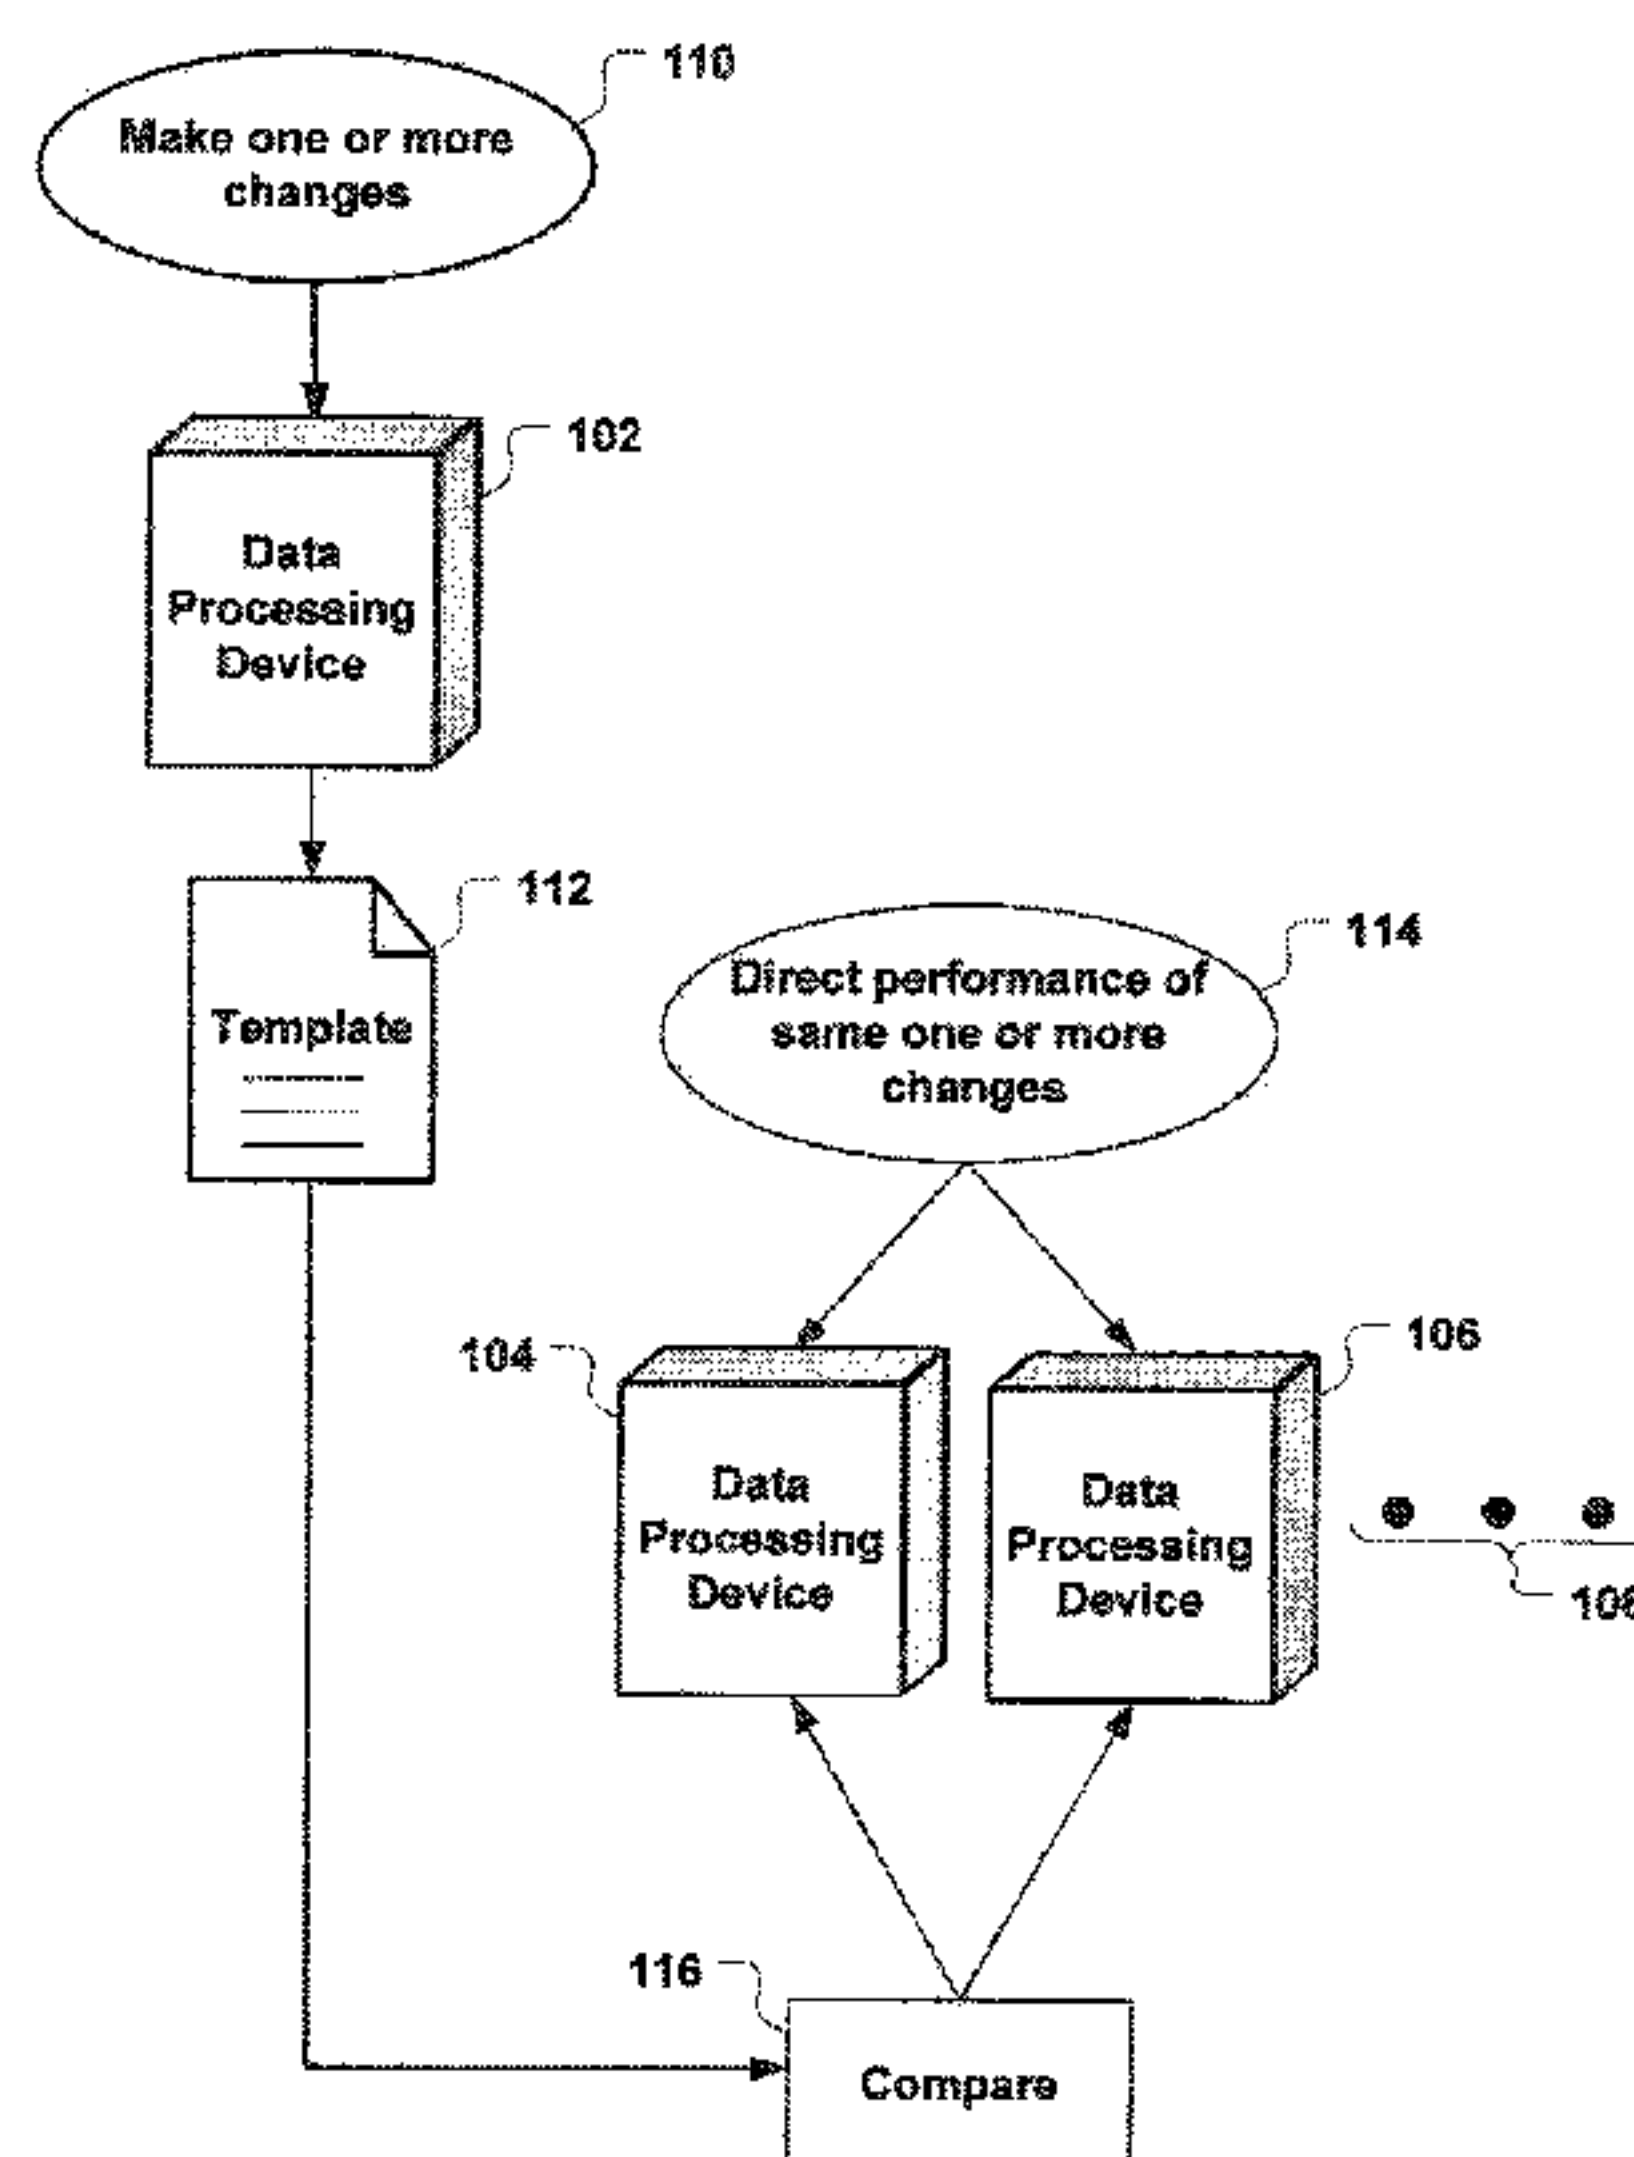 110
Make one or more
changes
102
Data
Processing
Device
112
Template
114
Direct performance of
same one or more
changes
104
106
Data
Processing
Device
Data
Processing
Device
116
Compare